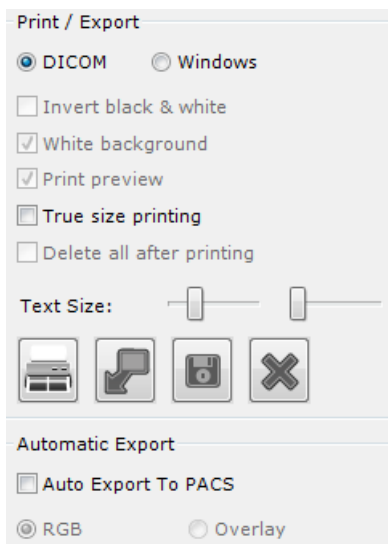 Print / Export
DICOM Windows
Invert black & white
White background
Print preview
True size printing
Delete all after printing
Text Size:
Automatic Export
Auto Export To PACS
RGB Overlay